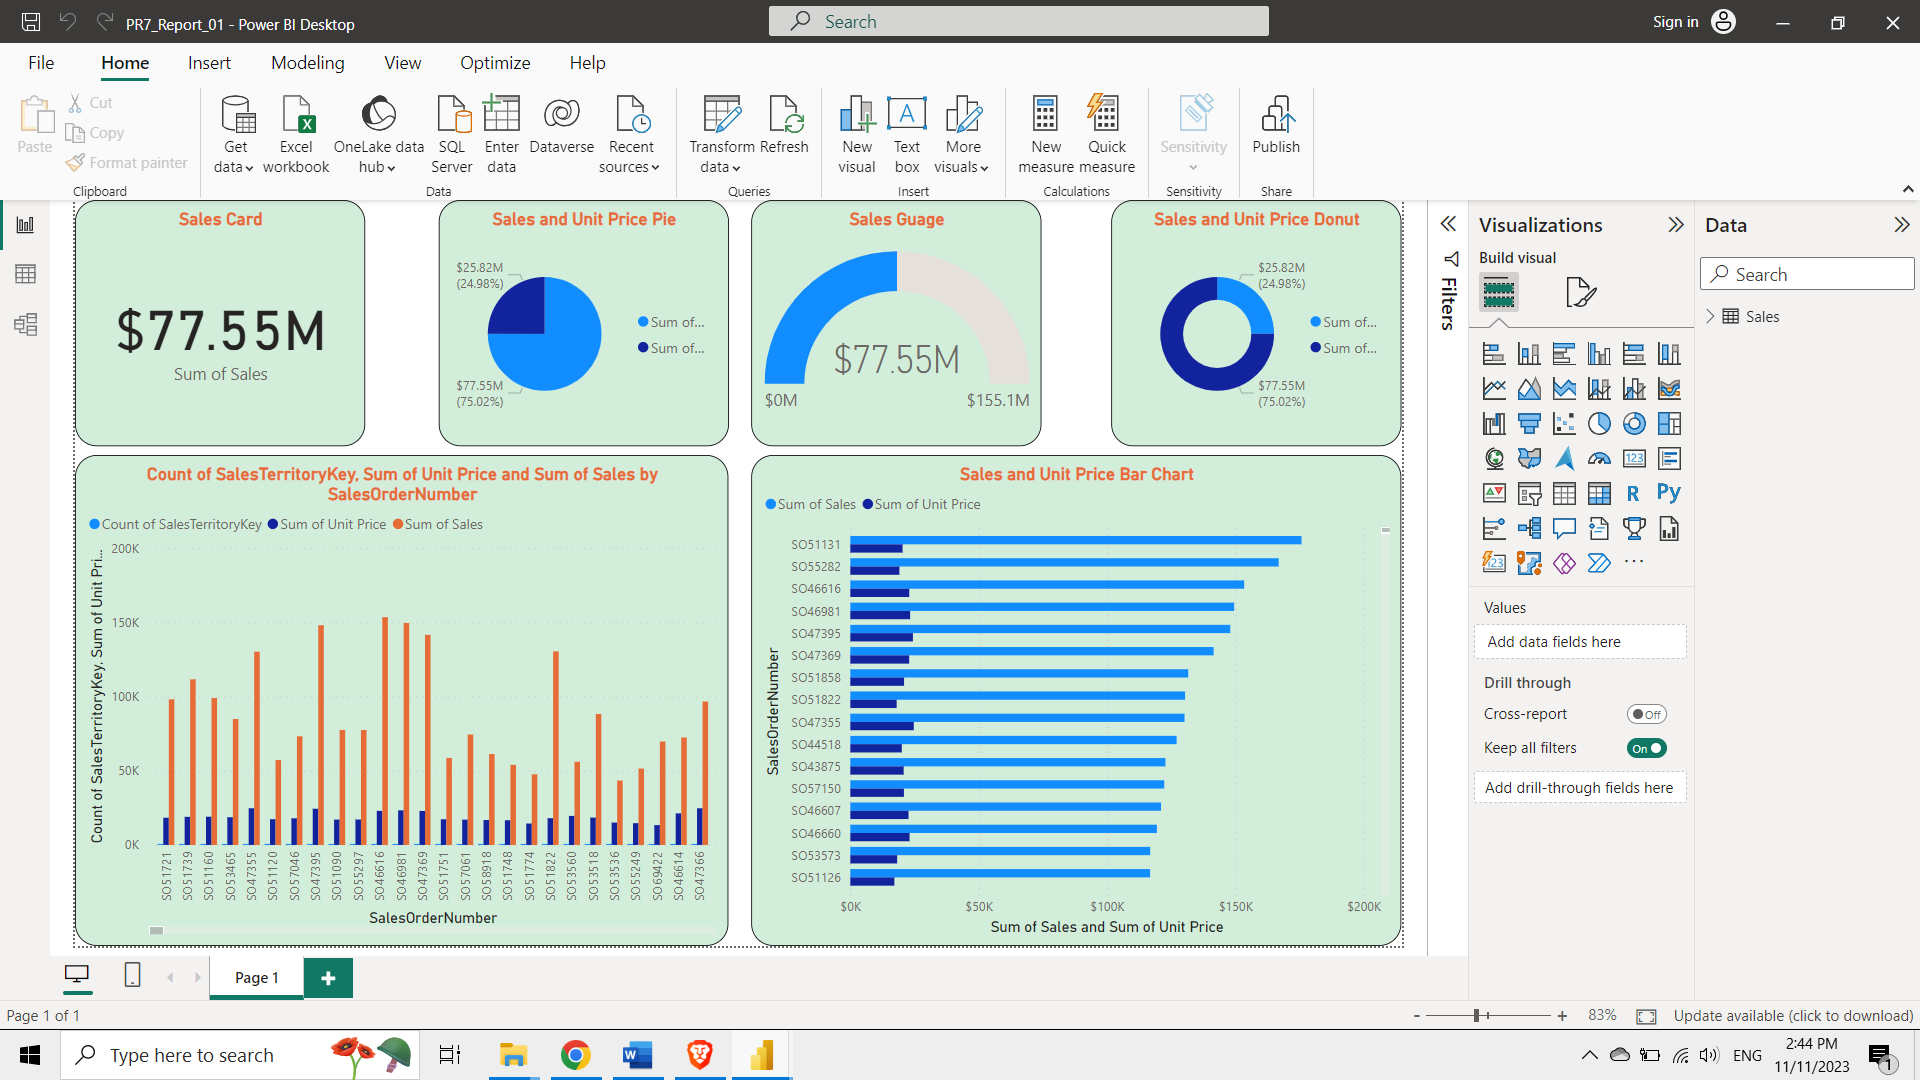 PR7_Report_01 - Power BI Desktop
Search
Sign in
File Home Insert Modeling View Optimize Help
Paste
Cut
Copy
Format painter
Clipboard
Get data
Excel workbook
OneLake data hub
SQL Server
Enter data
Dataverse
Recent sources
Data
Transform data
Refresh
Queries
New visual
Text box
More visuals
Insert
New measure
Quick measure
Calculations
Sensitivity
Sensitivity
Publish
Share
Sales Card
$77.55M
Sum of Sales
Sales and Unit Price Pie
$25.82M
(24.98%)
$77.55M
(75.02%)
Sum of...
Sum of...
Sales Guage
$77.55M
$0M
$155.1M
Sales and Unit Price Donut
$25.82M
(24.98%)
$77.55M
(75.02%)
Sum of...
Sum of...
Count of SalesTerritoryKey, Sum of Unit Price and Sum of Sales by
SalesOrderNumber
Count of SalesTerritoryKey Sum of Unit Price Sum of Sales
Count of SalesTerritoryKey, Sum of Unit Pri...
200K
150K
100K
50K
0K
SO51721
SO51739
SO51160
SO53465
SO47355
SO51120
SO57046
SO47395
SO51090
SO55297
SO46616
SO46981
SO47369
SO51751
SO57061
SO58918
SO51748
SO51774
SO51822
SO53560
SO53518
SO53536
SO55249
SO69422
SO46614
SO47366
SalesOrderNumber
Sales and Unit Price Bar Chart
Sum of Sales Sum of Unit Price
SalesOrderNumber
SO51131
SO55282
SO46616
SO46981
SO47395
SO47369
SO51858
SO51822
SO47355
SO44518
SO43875
SO57150
SO46607
SO46660
SO53573
SO51126
$0K $50K $100K $150K $200K
Sum of Sales and Sum of Unit Price
Filters
Visualizations
Build visual
123
R
Py
123
...
Values
Add data fields here
Drill through
Cross-report
Off
Keep all filters
On
Add drill-through fields here
Data
Search
Sales
Page 1
+
Page 1 of 1
- + 83%
Update available (click to download)
Type here to search
W
ENG
2:44 PM
11/11/2023
1